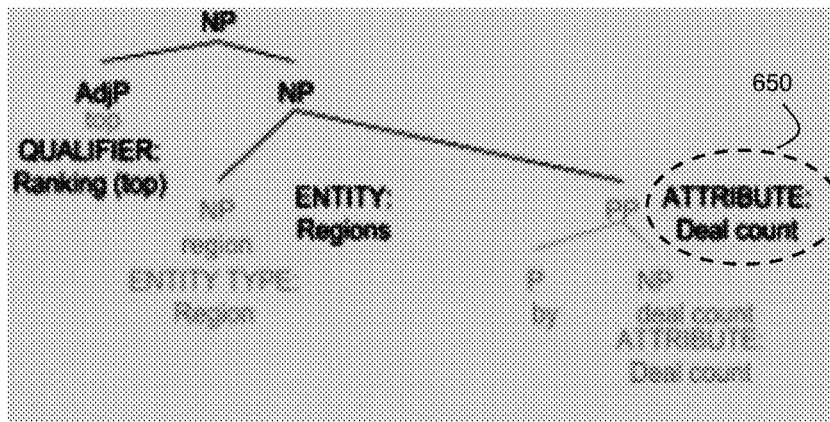 NP
AdjP NP
650
top
QUALIFIER:
Ranking (top)
NP
region
ENTITY TYPE:
Region
ENTITY:
Regions
PP
ATTRIBUTE:
Deal count
P
by
NP
deal count
ATTRIBUTE:
Deal count